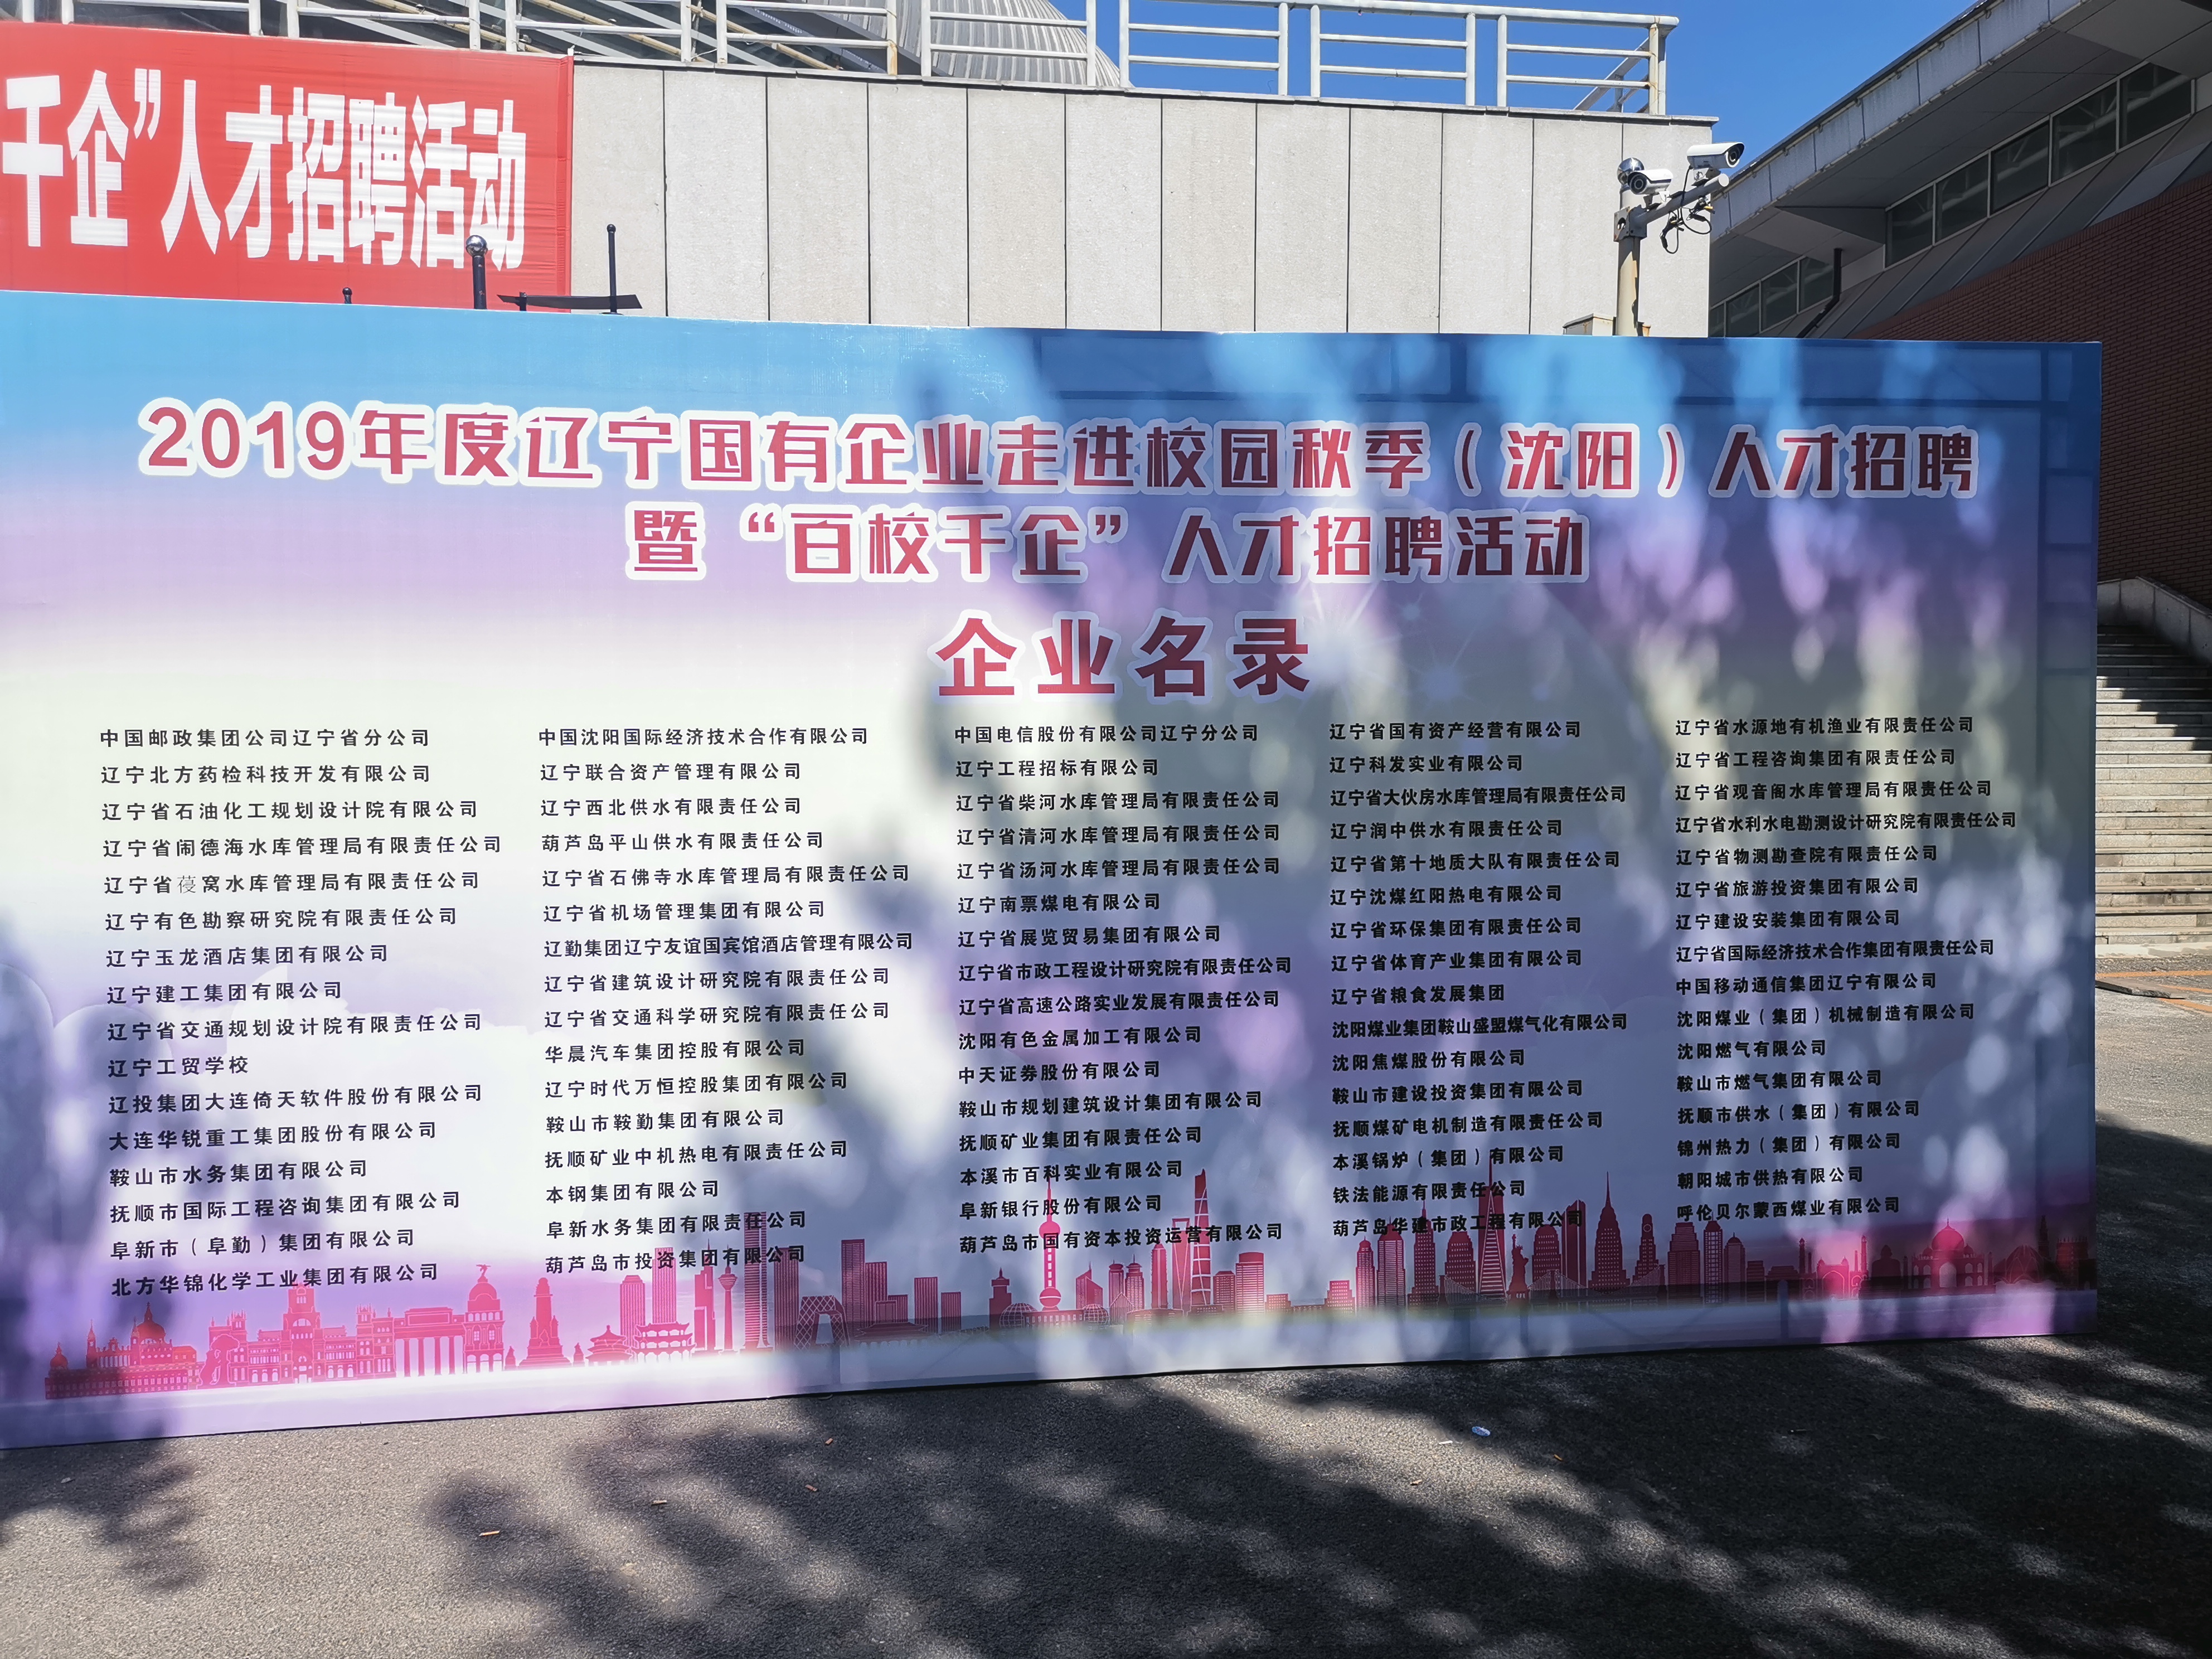 千企”人才招聘活动
2019年度辽宁国有企业走进校园秋季（沈阳）人才招聘
暨“百校千企”人才招聘活动
企业名录
中国邮政集团公司辽宁省分公司
辽宁北方药检科技开发有限公司
辽宁省石油化工规划设计院有限公司
辽宁省闹德海水库管理局有限责任公司
辽宁省葠窝水库管理局有限责任公司
辽宁有色勘察研究院有限责任公司
辽宁玉龙酒店集团有限公司
辽宁建工集团有限公司
辽宁省交通规划设计院有限责任公司
辽宁工贸学校
辽投集团大连倚天软件股份有限公司
大连华锐重工集团股份有限公司
鞍山市水务集团有限公司
抚顺市国际工程咨询集团有限公司
阜新市（阜勤）集团有限公司
北方华锦化学工业集团有限公司
中国沈阳国际经济技术合作有限公司
辽宁联合资产管理有限公司
辽宁西北供水有限责任公司
葫芦岛平山供水有限责任公司
辽宁省石佛寺水库管理局有限责任公司
辽宁省机场管理集团有限公司
辽勤集团辽宁友谊国宾馆酒店管理有限公司
辽宁省建筑设计研究院有限责任公司
辽宁省交通科学研究院有限责任公司
华晨汽车集团控股有限公司
辽宁时代万恒控股集团有限公司
鞍山市鞍勤集团有限公司
抚顺矿业中机热电有限责任公司
本钢集团有限公司
阜新水务集团有限责任公司
葫芦岛市投资集团有限公司
中国电信股份有限公司辽宁分公司
辽宁工程招标有限公司
辽宁省柴河水库管理局有限责任公司
辽宁省清河水库管理局有限责任公司
辽宁省汤河水库管理局有限责任公司
辽宁南票煤电有限公司
辽宁省展览贸易集团有限公司
辽宁省市政工程设计研究院有限责任公司
辽宁省高速公路实业发展有限责任公司
沈阳有色金属加工有限公司
中天证券股份有限公司
鞍山市规划建筑设计集团有限公司
抚顺矿业集团有限责任公司
本溪市百科实业有限公司
阜新银行股份有限公司
葫芦岛市国有资本投资运营有限公司
辽宁省国有资产经营有限公司
辽宁科发实业有限公司
辽宁省大伙房水库管理局有限责任公司
辽宁润中供水有限责任公司
辽宁省第十地质大队有限责任公司
辽宁沈煤红阳热电有限公司
辽宁省环保集团有限责任公司
辽宁省体育产业集团有限公司
辽宁省粮食发展集团
沈阳煤业集团鞍山盛盟煤气化有限公司
沈阳焦煤股份有限公司
鞍山市建设投资集团有限公司
抚顺煤矿电机制造有限责任公司
本溪锅炉（集团）有限公司
铁法能源有限责任公司
葫芦岛华建市政工程有限公司
辽宁省水源地有机渔业有限责任公司
辽宁省工程咨询集团有限公司
辽宁省观音阁水库管理局有限责任公司
辽宁省水利水电勘测设计研究院有限责任公司
辽宁省物测勘查院有限责任公司
辽宁省旅游投资集团有限公司
辽宁建设安装集团有限公司
辽宁省国际经济技术合作集团有限责任公司
中国移动通信集团辽宁有限公司
沈阳煤业（集团）机械制造有限公司
沈阳燃气有限公司
鞍山市燃气集团有限公司
抚顺市供水（集团）有限公司
锦州热力（集团）有限公司
朝阳城市供热有限公司
呼伦贝尔蒙西煤业有限公司